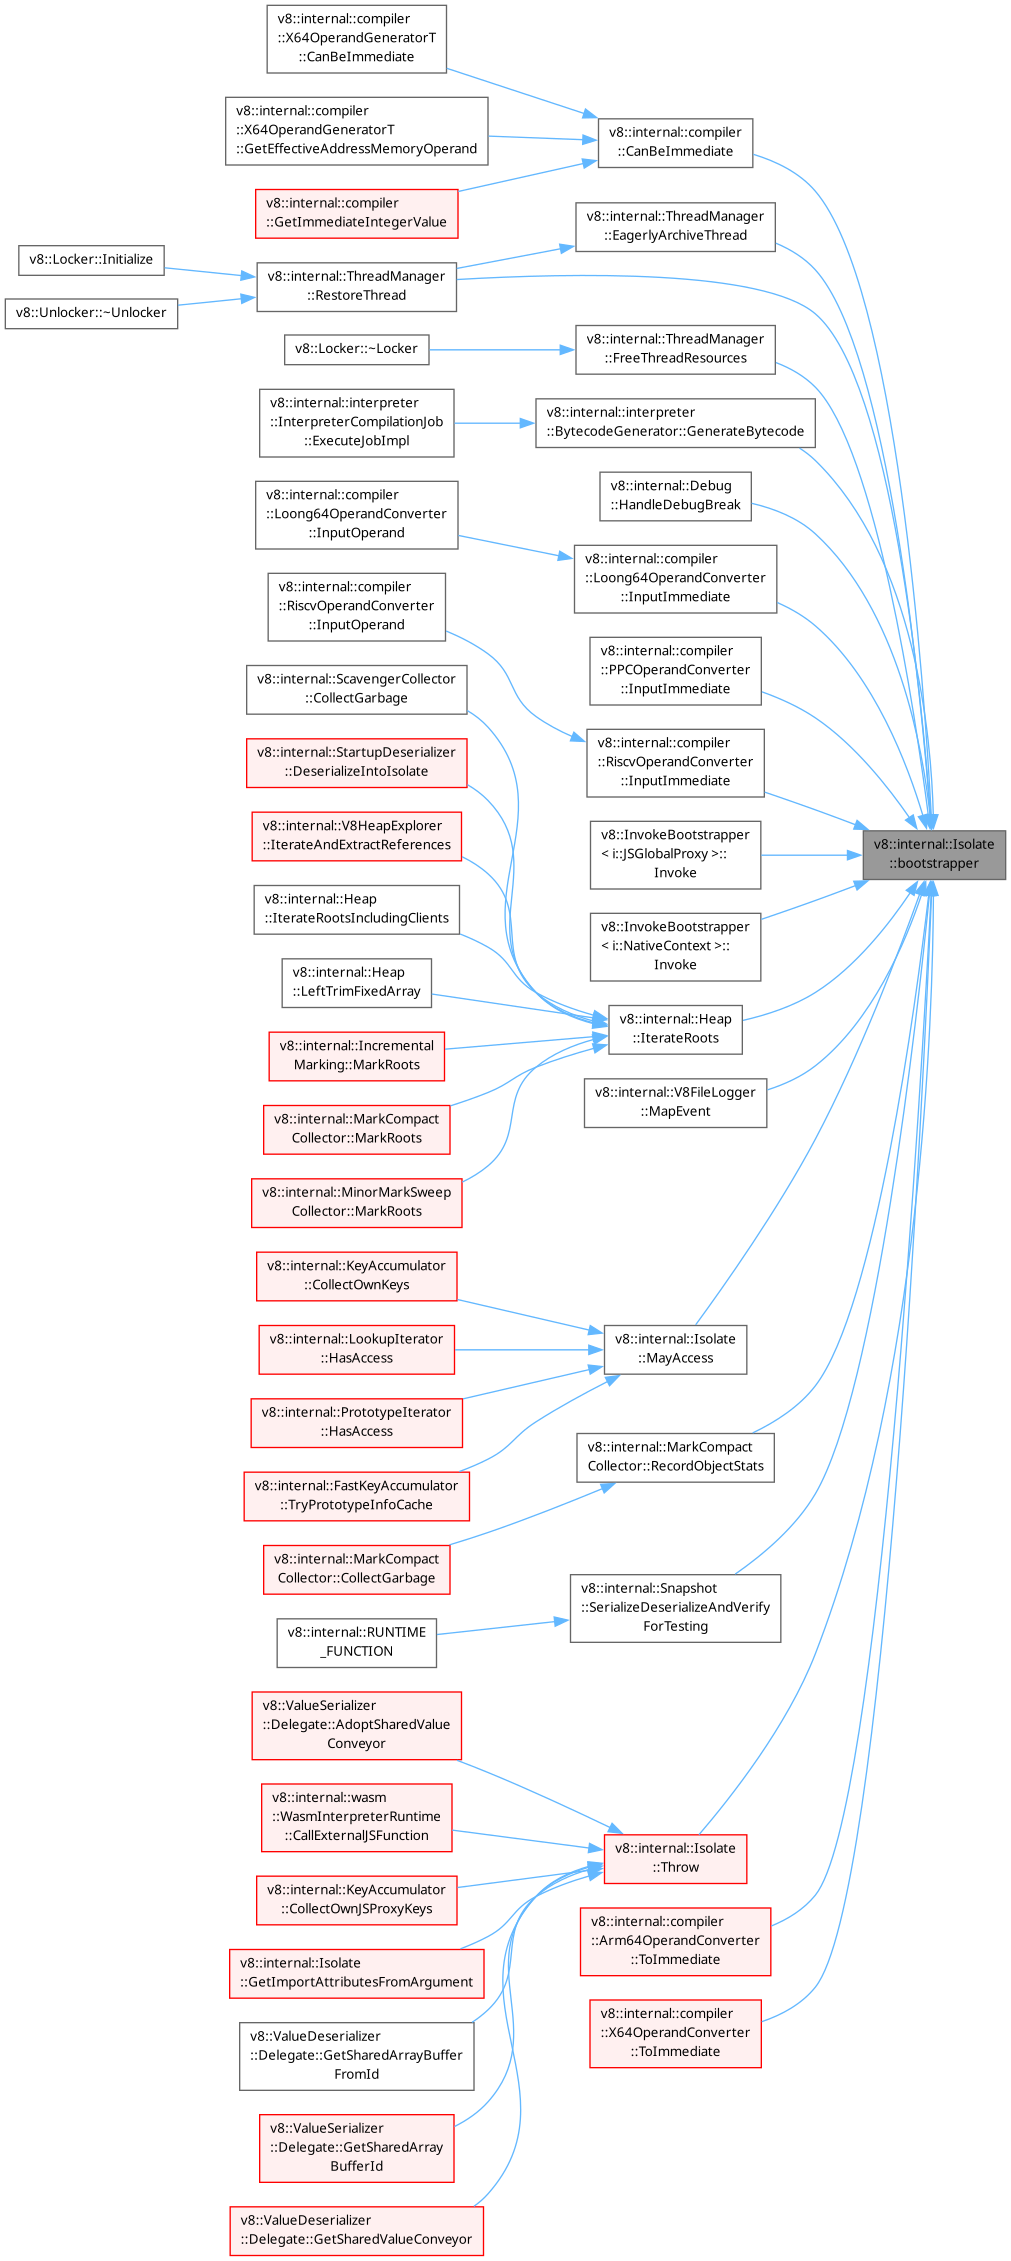 v8::internal::compiler
::X64OperandGeneratorT
::CanBeImmediate
v8::internal::compiler
::X64OperandGeneratorT
::GetEffectiveAddressMemoryOperand
v8::internal::compiler
::CanBeImmediate
v8::internal::compiler
::GetImmediateIntegerValue
v8::internal::ThreadManager
::EagerlyArchiveThread
v8::Locker::Initialize
v8::internal::ThreadManager
::RestoreThread
v8::Unlocker::~Unlocker
v8::Locker::~Locker
v8::internal::ThreadManager
::FreeThreadResources
v8::internal::interpreter
::InterpreterCompilationJob
::ExecuteJobImpl
v8::internal::interpreter
::BytecodeGenerator::GenerateBytecode
v8::internal::Debug
::HandleDebugBreak
v8::internal::compiler
::Loong64OperandConverter
::InputOperand
v8::internal::compiler
::Loong64OperandConverter
::InputImmediate
v8::internal::compiler
::RiscvOperandConverter
::InputOperand
v8::internal::compiler
::PPCOperandConverter
::InputImmediate
v8::internal::ScavengerCollector
::CollectGarbage
v8::internal::compiler
::RiscvOperandConverter
::InputImmediate
v8::internal::StartupDeserializer
::DeserializeIntoIsolate
v8::internal::V8HeapExplorer
::IterateAndExtractReferences
v8::InvokeBootstrapper
< i::JSGlobalProxy >::
Invoke
v8::internal::Isolate
::bootstrapper
v8::internal::Heap
::IterateRootsIncludingClients
v8::InvokeBootstrapper
< i::NativeContext >::
Invoke
v8::internal::Heap
::LeftTrimFixedArray
v8::internal::Heap
::IterateRoots
v8::internal::Incremental
Marking::MarkRoots
v8::internal::V8FileLogger
::MapEvent
v8::internal::MarkCompact
Collector::MarkRoots
v8::internal::MinorMarkSweep
Collector::MarkRoots
v8::internal::KeyAccumulator
::CollectOwnKeys
v8::internal::LookupIterator
::HasAccess
v8::internal::Isolate
::MayAccess
v8::internal::PrototypeIterator
::HasAccess
v8::internal::FastKeyAccumulator
::TryPrototypeInfoCache
v8::internal::MarkCompact
Collector::RecordObjectStats
v8::internal::MarkCompact
Collector::CollectGarbage
v8::internal::Snapshot
::SerializeDeserializeAndVerify
ForTesting
v8::internal::RUNTIME
_FUNCTION
v8::ValueSerializer
::Delegate::AdoptSharedValue
Conveyor
v8::internal::wasm
::WasmInterpreterRuntime
::CallExternalJSFunction
v8::internal::Isolate
::Throw
v8::internal::KeyAccumulator
::CollectOwnJSProxyKeys
v8::internal::compiler
::Arm64OperandConverter
::ToImmediate
v8::internal::Isolate
::GetImportAttributesFromArgument
v8::ValueDeserializer
::Delegate::GetSharedArrayBuffer
FromId
v8::internal::compiler
::X64OperandConverter
::ToImmediate
v8::ValueSerializer
::Delegate::GetSharedArray
BufferId
v8::ValueDeserializer
::Delegate::GetSharedValueConveyor